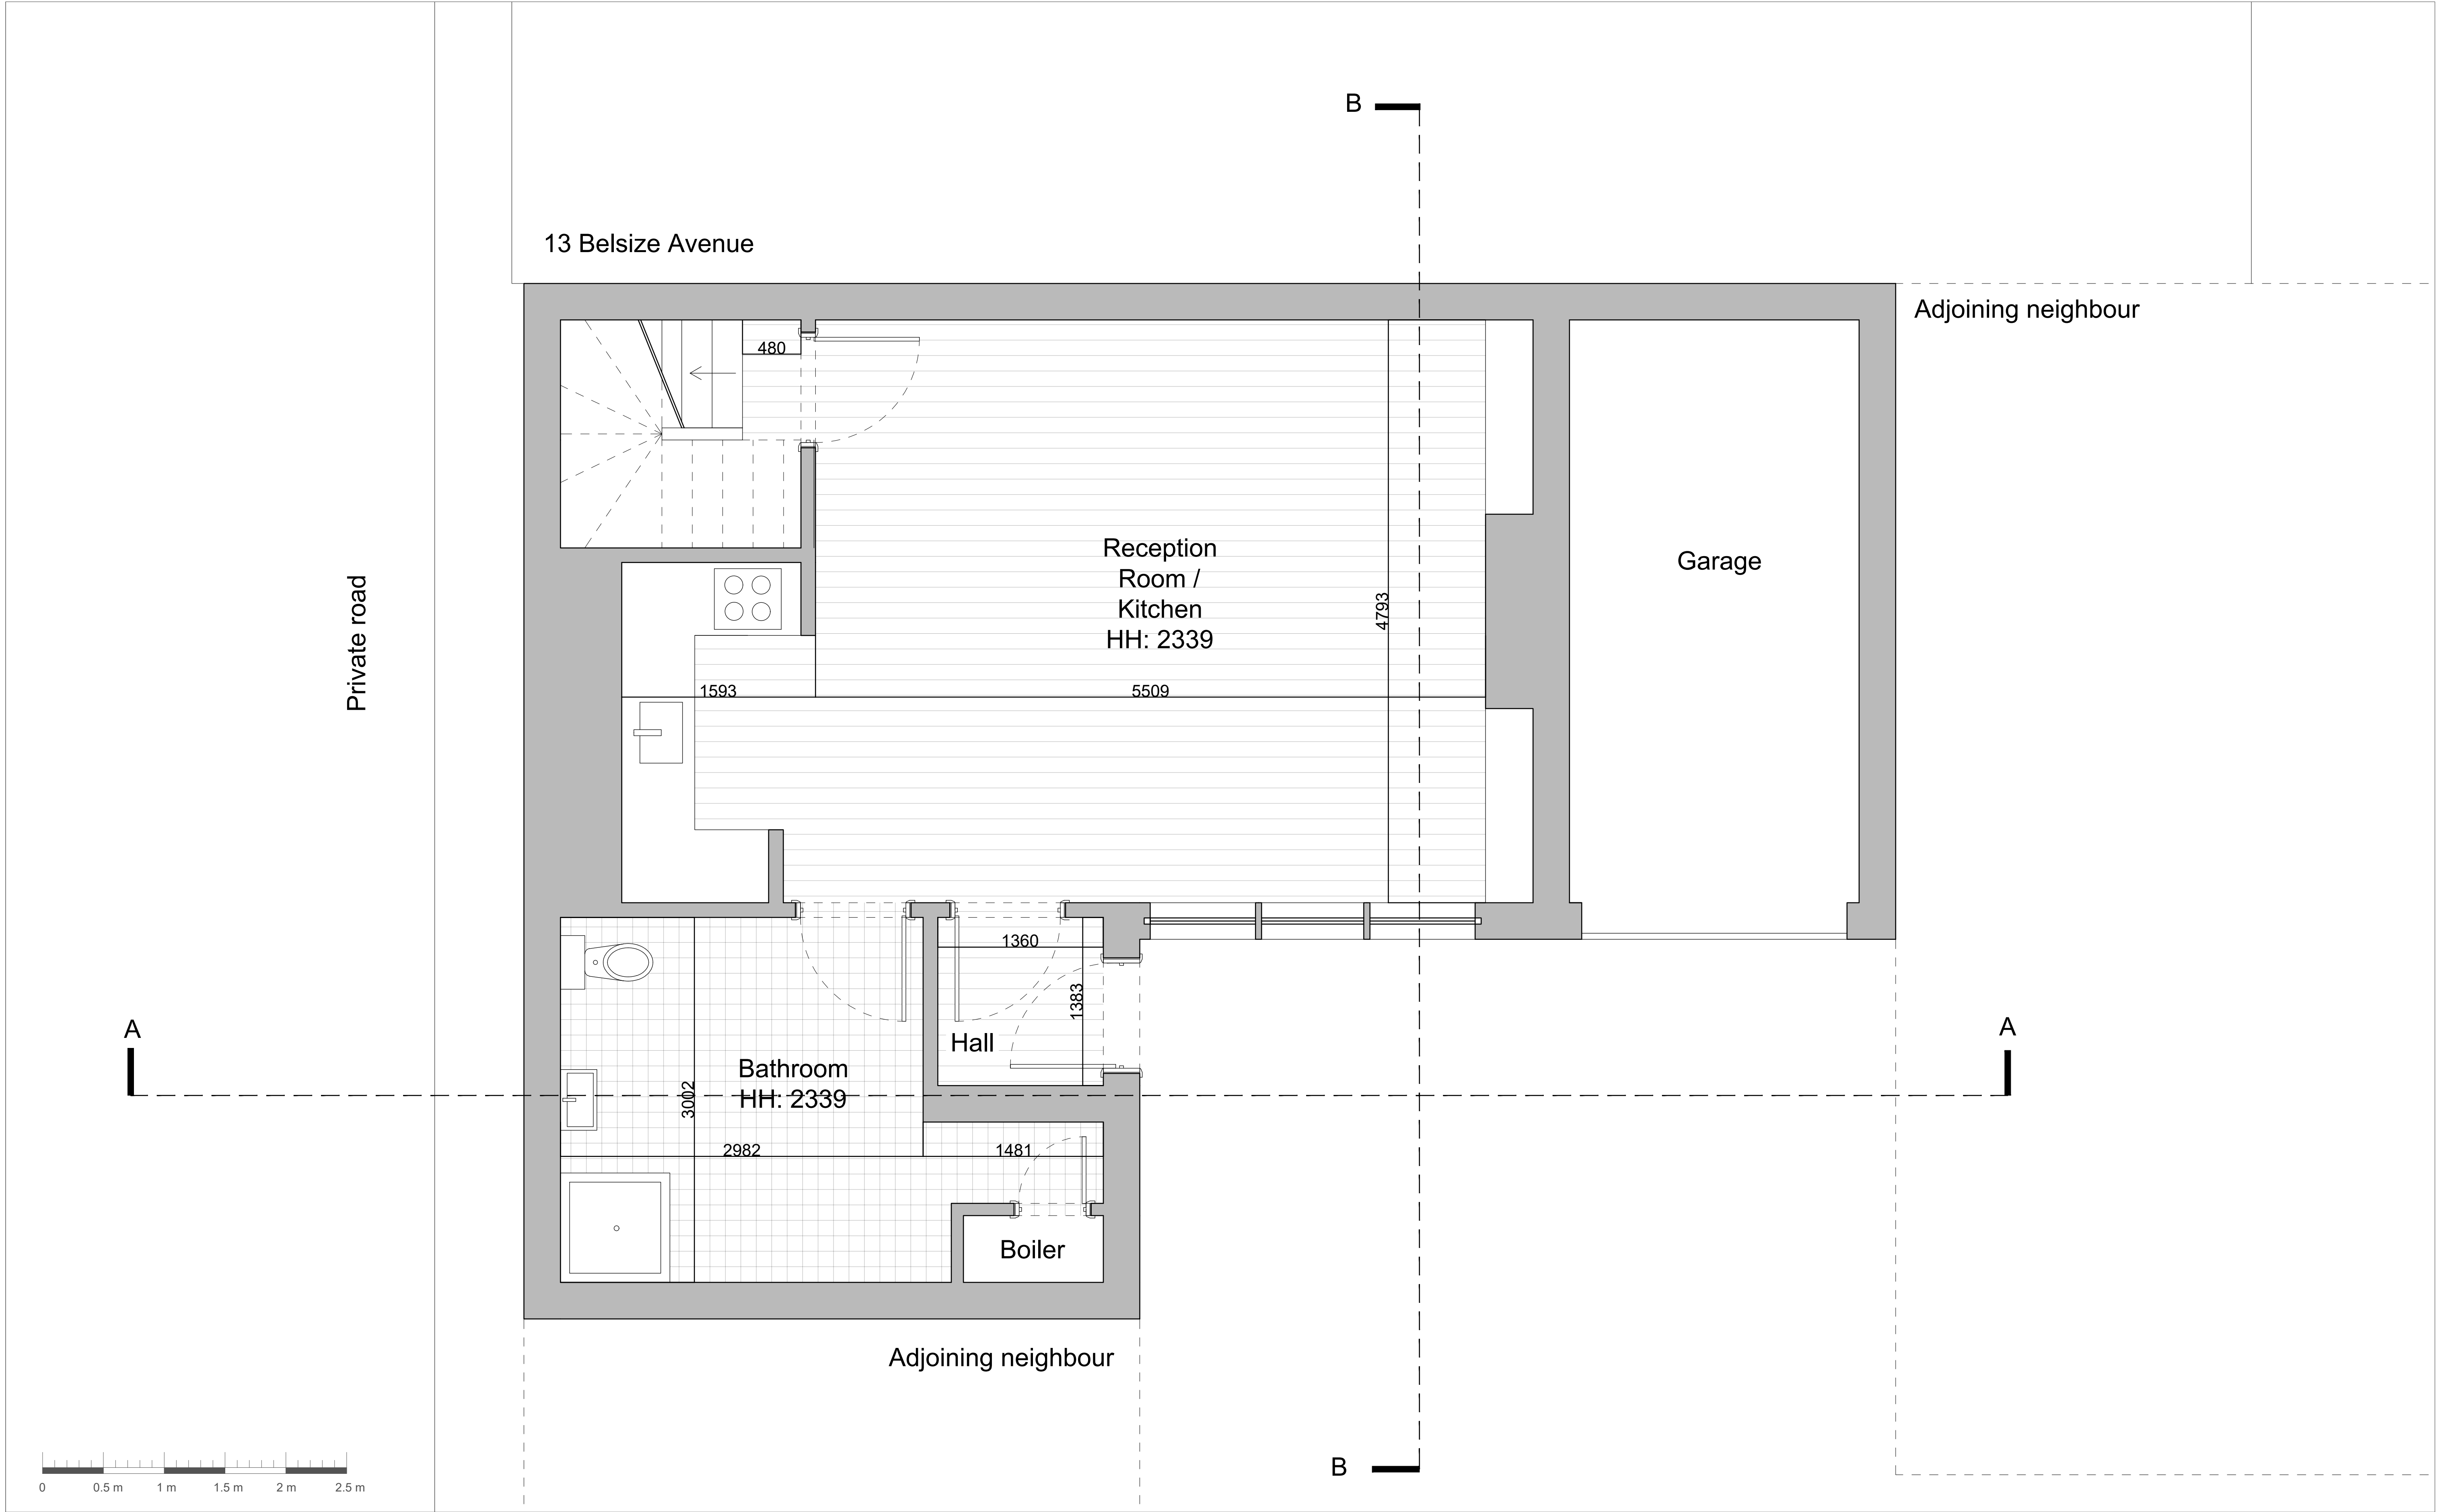 B
13 Belsize Avenue
Adjoining neighbour
480
Reception
Room /
Kitchen
HH: 2339
Garage
4793
Private road
1593
5509
1360
1383
Hall
A
A
Bathroom
HH: 2339
3002
2982
1481
Boiler
Adjoining neighbour
B
0
0.5 m
1 m
1.5 m
2 m
2.5 m